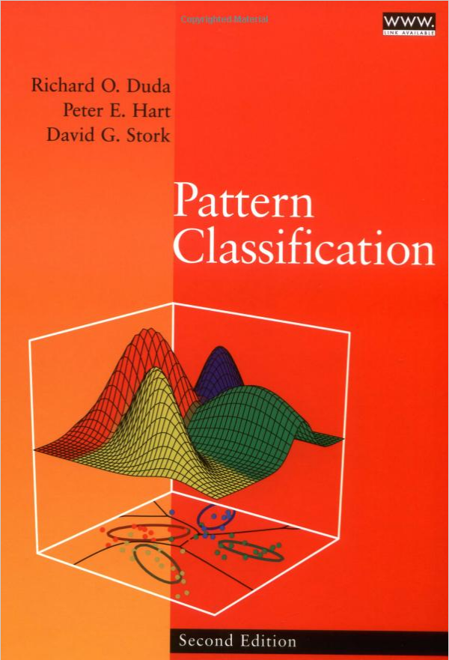 Copyrighted Material
WWW.
LINK AVAILABLE
Richard O. Duda
Peter E. Hart
David G. Stork
Pattern
Classification
Second Edition